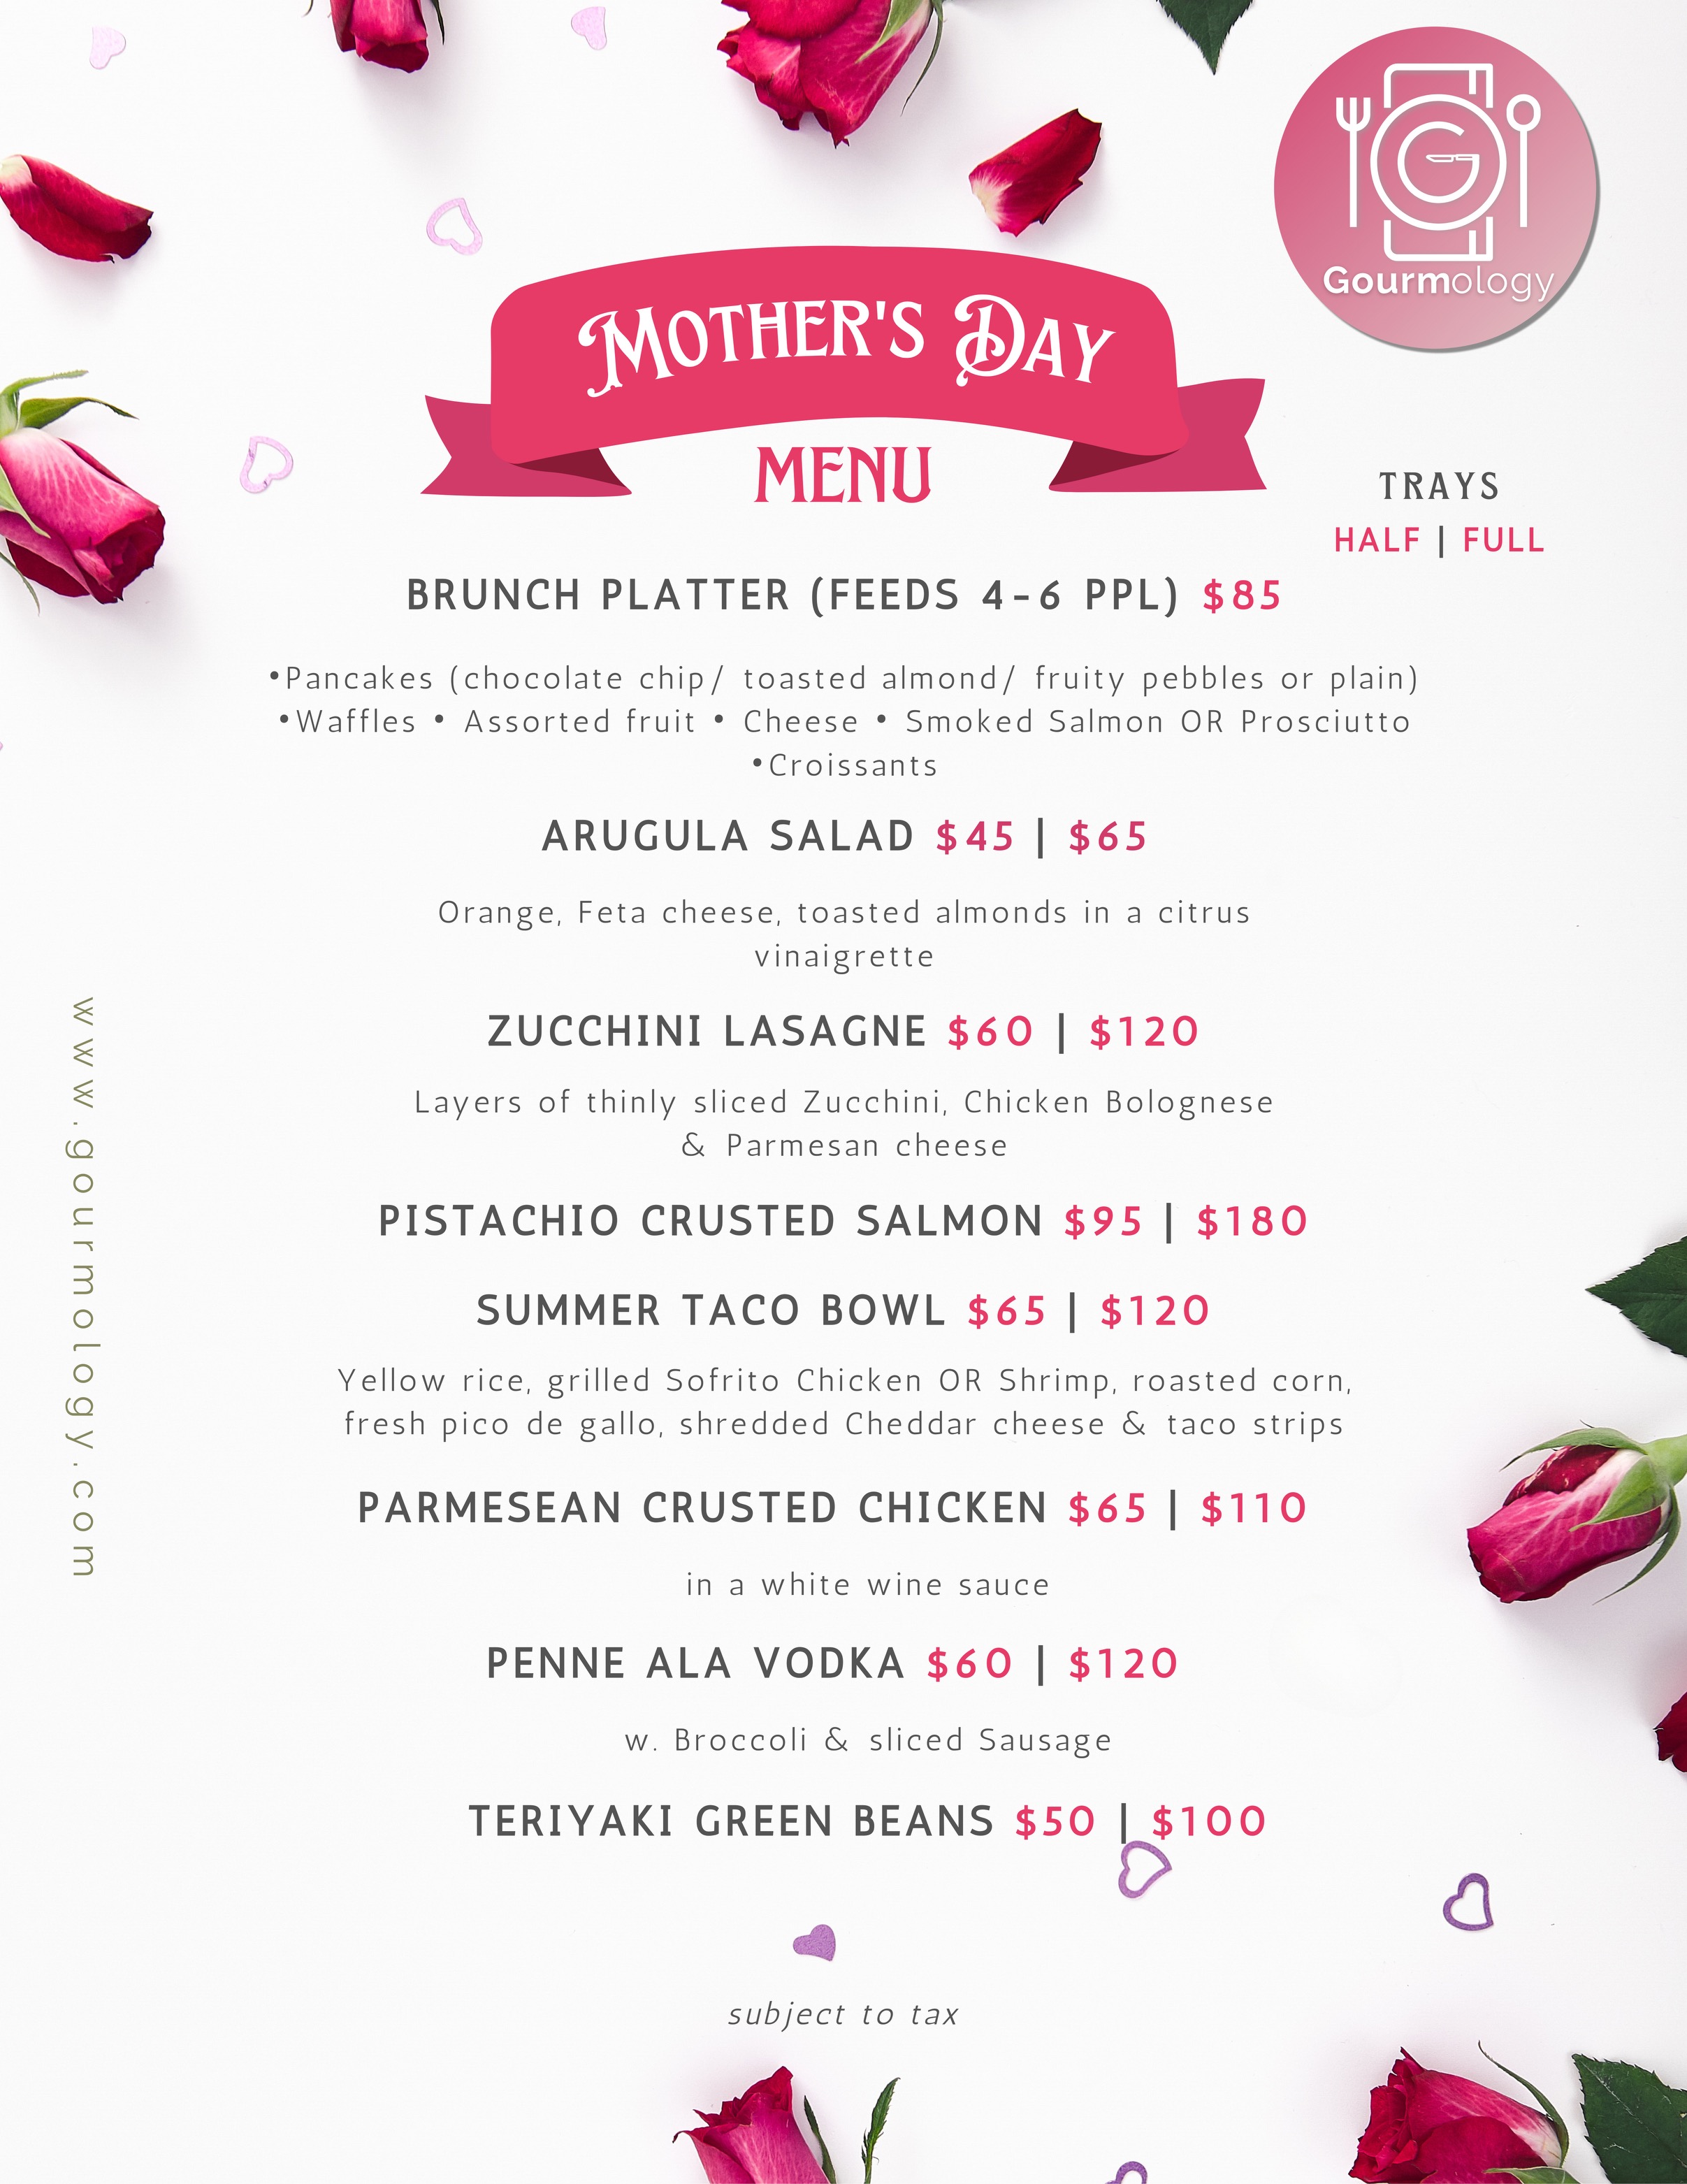 Gourmology
MOTHER'S DAY
MENU
TRAYS
HALF | FULL
BRUNCH PLATTER (FEEDS 4-6 PPL) $85
•Pancakes (chocolate chip/ toasted almond/ fruity pebbles or plain)
•Waffles • Assorted fruit • Cheese • Smoked Salmon OR Prosciutto
•Croissants
ARUGULA SALAD $45 | $65
Orange, Feta cheese, toasted almonds in a citrus
vinaigrette
ZUCCHINI LASAGNE $60 | $120
Layers of thinly sliced Zucchini, Chicken Bolognese
& Parmesan cheese
PISTACHIO CRUSTED SALMON $95 | $180
SUMMER TACO BOWL $65 | $120
Yellow rice, grilled Sofrito Chicken OR Shrimp, roasted corn,
fresh pico de gallo, shredded Cheddar cheese & taco strips
PARMESEAN CRUSTED CHICKEN $65 | $110
in a white wine sauce
PENNE ALA VODKA $60 | $120
w. Broccoli & sliced Sausage
TERIYAKI GREEN BEANS $50 | $100
subject to tax
www.gourmology.com